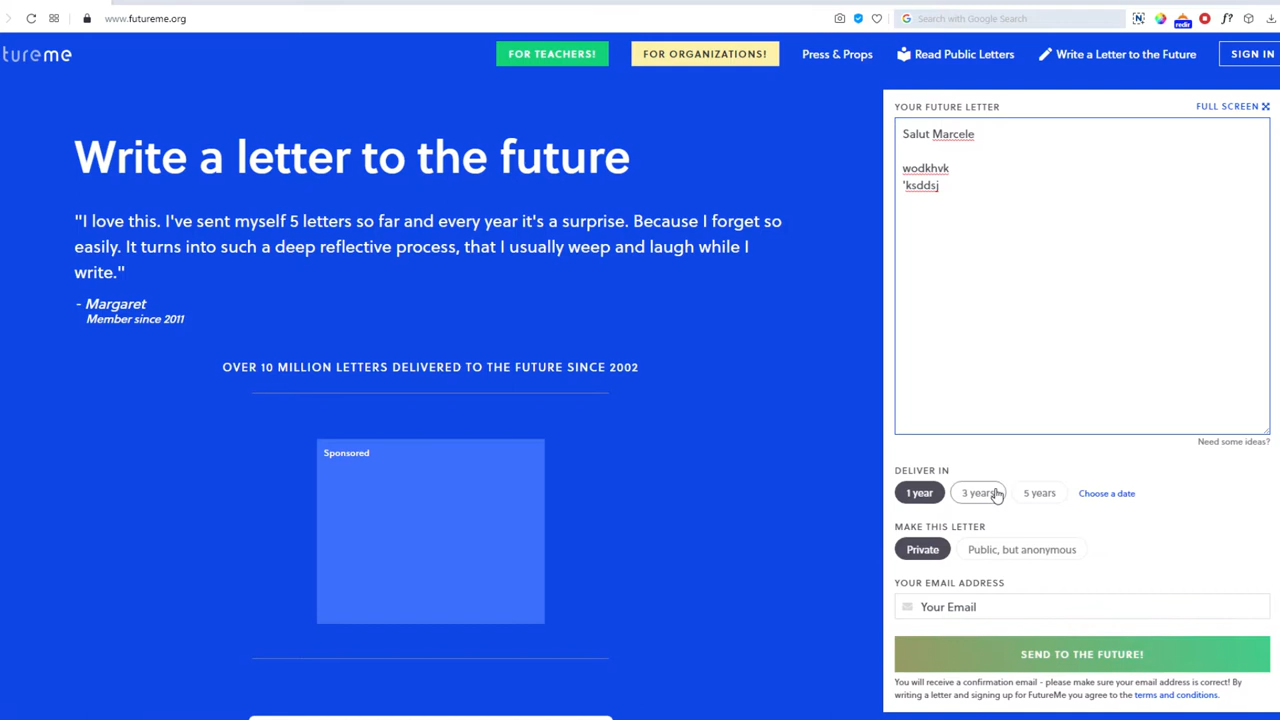 www.futureme.org
Search with Google Search
redir
f?
tureme
FOR TEACHERS!
FOR ORGANIZATIONS!
Press & Props
Read Public Letters
Write a Letter to the Future
SIGN IN
Write a letter to the future
"I love this. I've sent myself 5 letters so far and every year it's a surprise. Because I forget so
easily. It turns into such a deep reflective process, that I usually weep and laugh while I
write."
- Margaret
Member since 2011
OVER 10 MILLION LETTERS DELIVERED TO THE FUTURE SINCE 2002
Sponsored
YOUR FUTURE LETTER
FULL SCREEN
Salut Marcele
wodkhvk
'ksddsj
Need some ideas?
DELIVER IN
1 year
3 years
5 years
Choose a date
MAKE THIS LETTER
Private
Public, but anonymous
YOUR EMAIL ADDRESS
Your Email
SEND TO THE FUTURE!
You will receive a confirmation email - please make sure your email address is correct! By
writing a letter and signing up for FutureMe you agree to the terms and conditions.